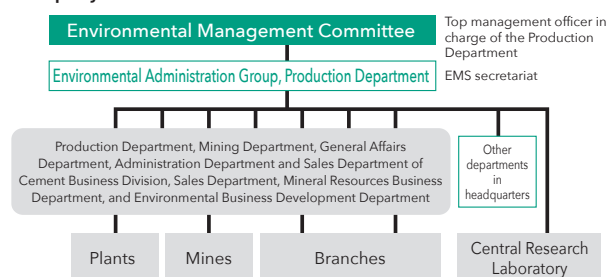 Environmental Management Committee
Top management officer in
charge of the Production
Department
Environmental Administration Group, Production Department
EMS secretariat
Production Department, Mining Department, General Affairs
Department, Administration Department and Sales Department of
Cement Business Division, Sales Department, Mineral Resources Business
Department, and Environmental Business Development Department
Other
departments
in
headquarters
Plants
Mines
Branches
Central Research
Laboratory